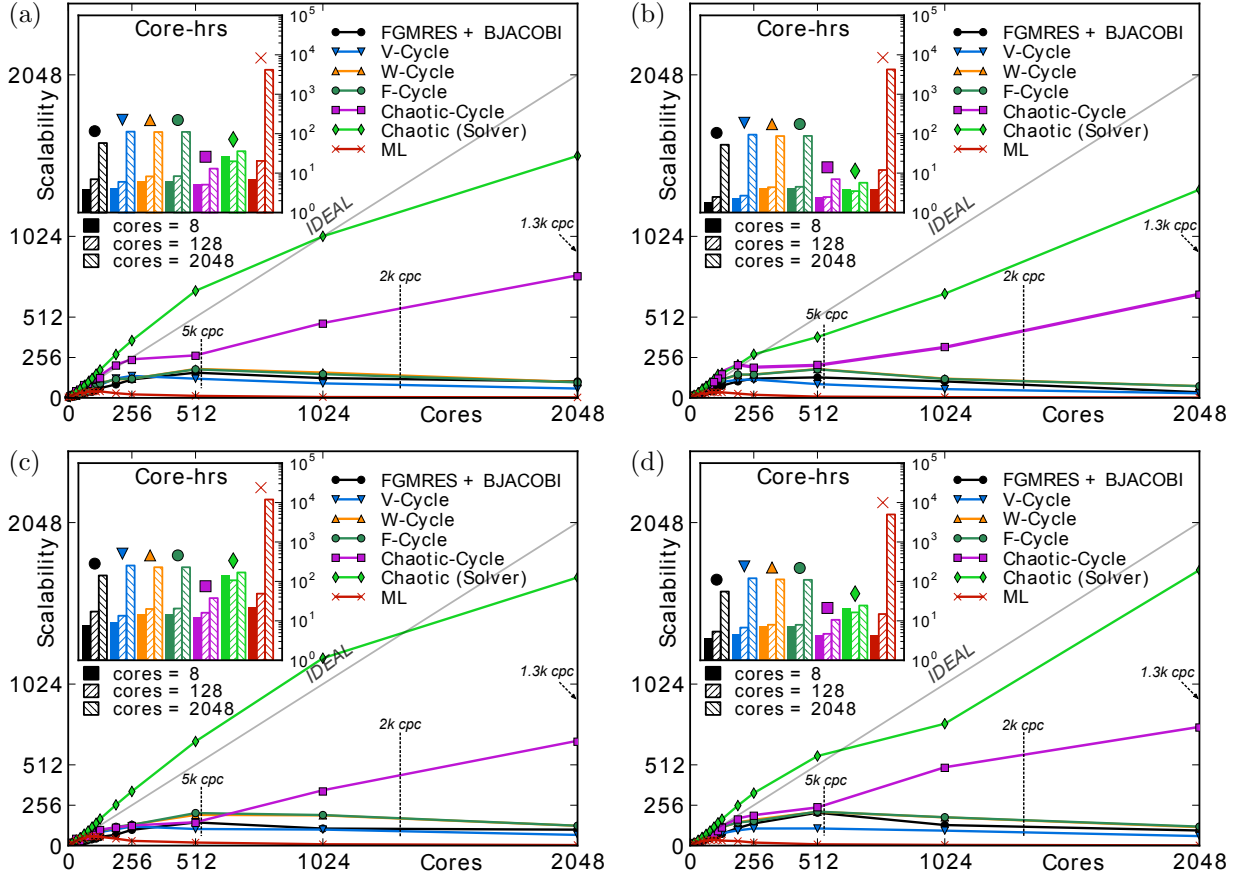 (a)
Core-hrs
10^5
10^4
10^3
10^2
10^1
10^0
FGMRES + BJACOBI
V-Cycle
W-Cycle
F-Cycle
Chaotic-Cycle
Chaotic (Solver)
ML
cores = 8
cores = 128
cores = 2048
IDEAL
5k cpc
2k cpc
1.3k cpc
Scalability
2048
1024
512
256
0
0
256
512
1024
Cores
2048
(b)
Core-hrs
10^5
10^4
10^3
10^2
10^1
10^0
FGMRES + BJACOBI
V-Cycle
W-Cycle
F-Cycle
Chaotic-Cycle
Chaotic (Solver)
ML
cores = 8
cores = 128
cores = 2048
IDEAL
5k cpc
2k cpc
1.3k cpc
Scalability
2048
1024
512
256
0
0
256
512
1024
Cores
2048
(c)
Core-hrs
10^5
10^4
10^3
10^2
10^1
10^0
FGMRES + BJACOBI
V-Cycle
W-Cycle
F-Cycle
Chaotic-Cycle
Chaotic (Solver)
ML
cores = 8
cores = 128
cores = 2048
IDEAL
5k cpc
2k cpc
1.3k cpc
Scalability
2048
1024
512
256
0
0
256
512
1024
Cores
2048
(d)
Core-hrs
10^5
10^4
10^3
10^2
10^1
10^0
FGMRES + BJACOBI
V-Cycle
W-Cycle
F-Cycle
Chaotic-Cycle
Chaotic (Solver)
ML
cores = 8
cores = 128
cores = 2048
IDEAL
5k cpc
2k cpc
1.3k cpc
Scalability
2048
1024
512
256
0
0
256
512
1024
Cores
2048